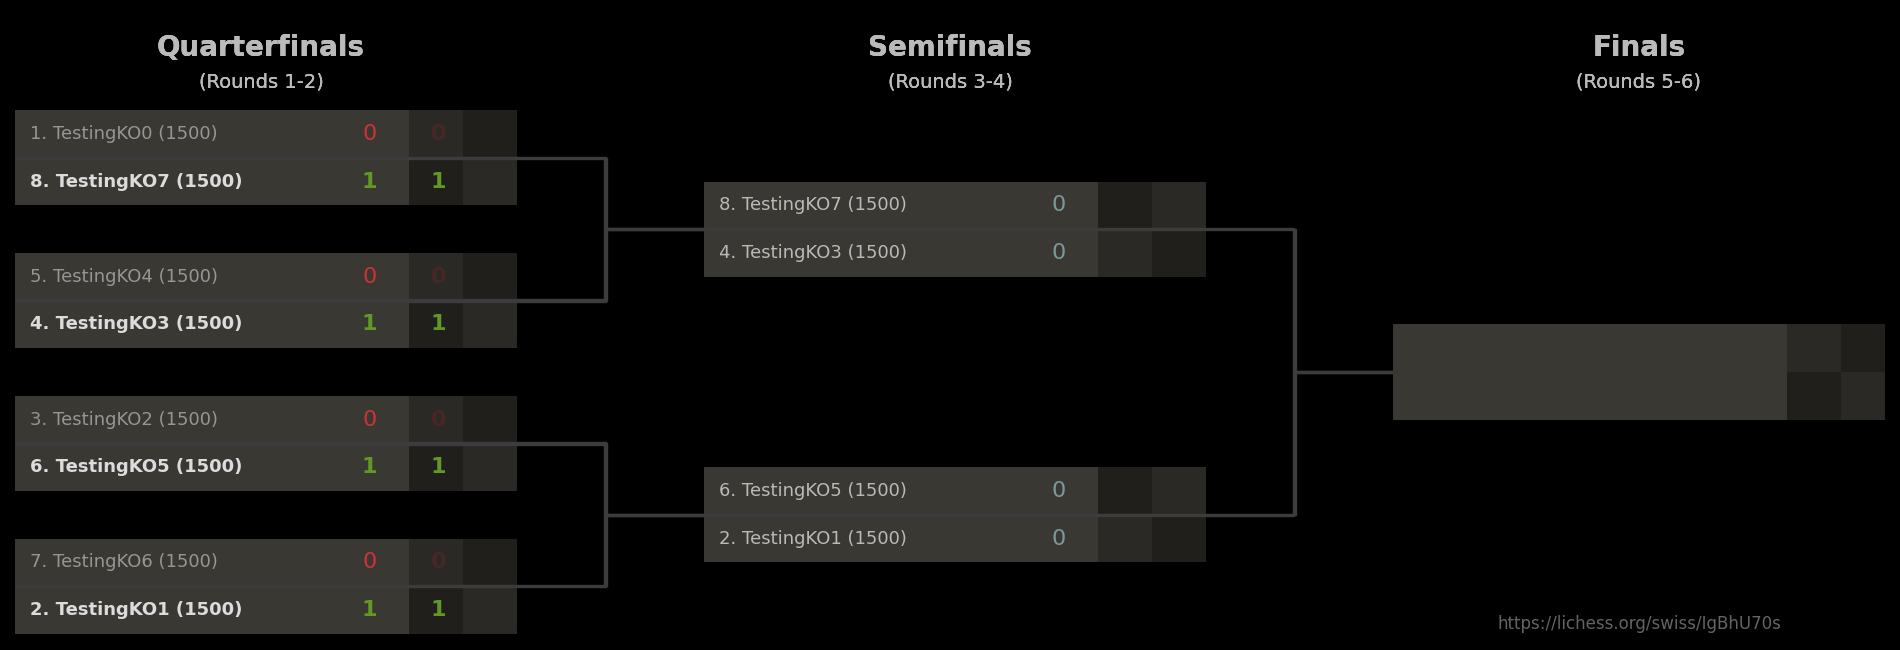 Quarterfinals
(Rounds 1-2)
Semifinals
(Rounds 3-4)
Finals
(Rounds 5-6)
1. TestingKO0 (1500) 0 0
8. TestingKO7 (1500) 1 1
5. TestingKO4 (1500) 0 0
4. TestingKO3 (1500) 1 1
3. TestingKO2 (1500) 0 0
6. TestingKO5 (1500) 1 1
7. TestingKO6 (1500) 0 0
2. TestingKO1 (1500) 1 1
8. TestingKO7 (1500) 0
4. TestingKO3 (1500) 0
6. TestingKO5 (1500) 0
2. TestingKO1 (1500) 0
https://lichess.org/swiss/IgBhU70s